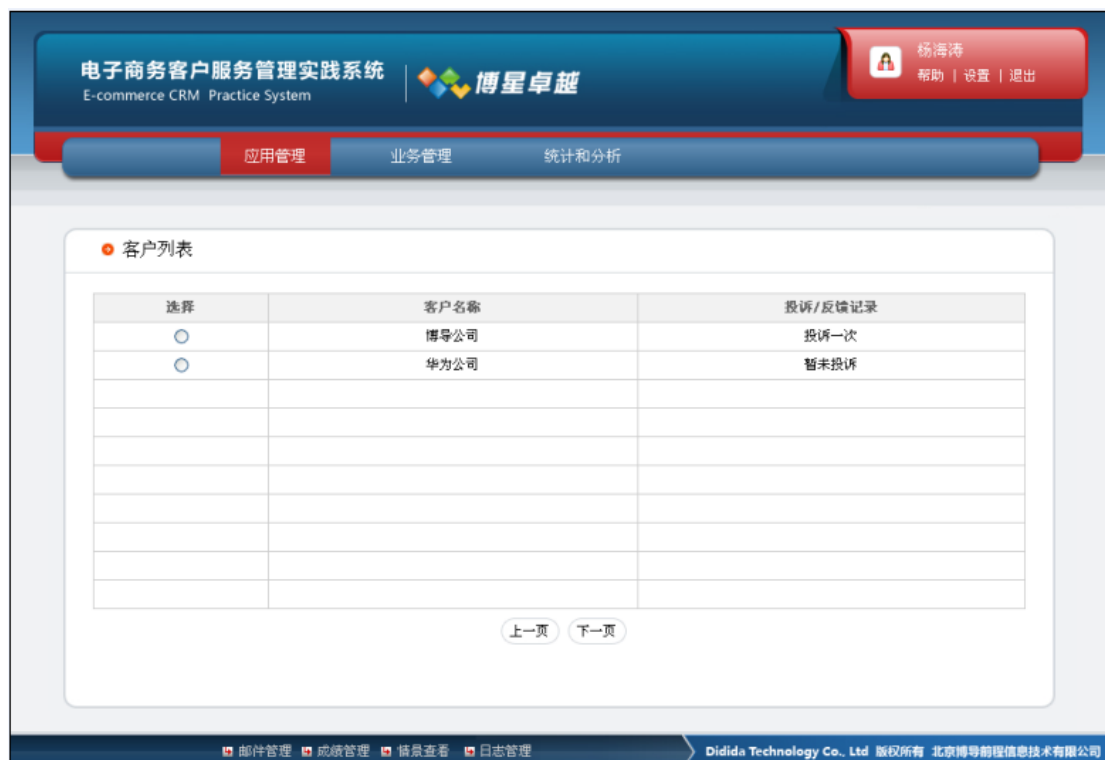 电子商务客户服务管理实践系统
E-commerce CRM Practice System
博星卓越
杨海涛
帮助 | 设置 | 退出
应用管理 业务管理 统计和分析
客户列表
选择 客户名称 投诉/反馈记录
博导公司 投诉一次
华为公司 暂未投诉
上一页 下一页
邮件管理 成绩管理 情景查看 日志管理
Didida Technology Co., Ltd 版权所有 北京博导前程信息技术有限公司